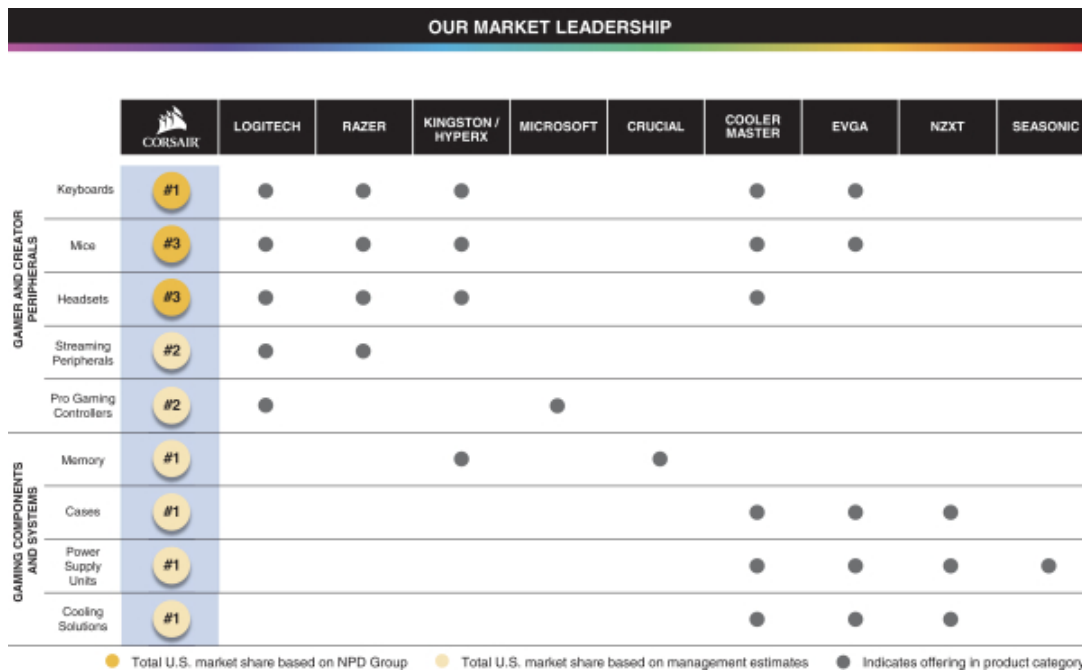 OUR MARKET LEADERSHIP
CORSAIR
LOGITECH
RAZER
KINGSTON /
HYPERX
MICROSOFT
CRUCIAL
COOLER
MASTER
EVGA
NZXT
SEASONIC
GAMER AND CREATOR
PERIPHERALS
Keyboards
#1
Mice
#3
Headsets
#3
Streaming
Peripherals
#2
Pro Gaming
Controllers
#2
GAMING COMPONENTS
AND SYSTEMS
Memory
#1
Cases
#1
Power
Supply
Units
#1
Cooling
Solutions
#1
Total U.S. market share based on NPD Group
Total U.S. market share based on management estimates
Indicates offering in product category